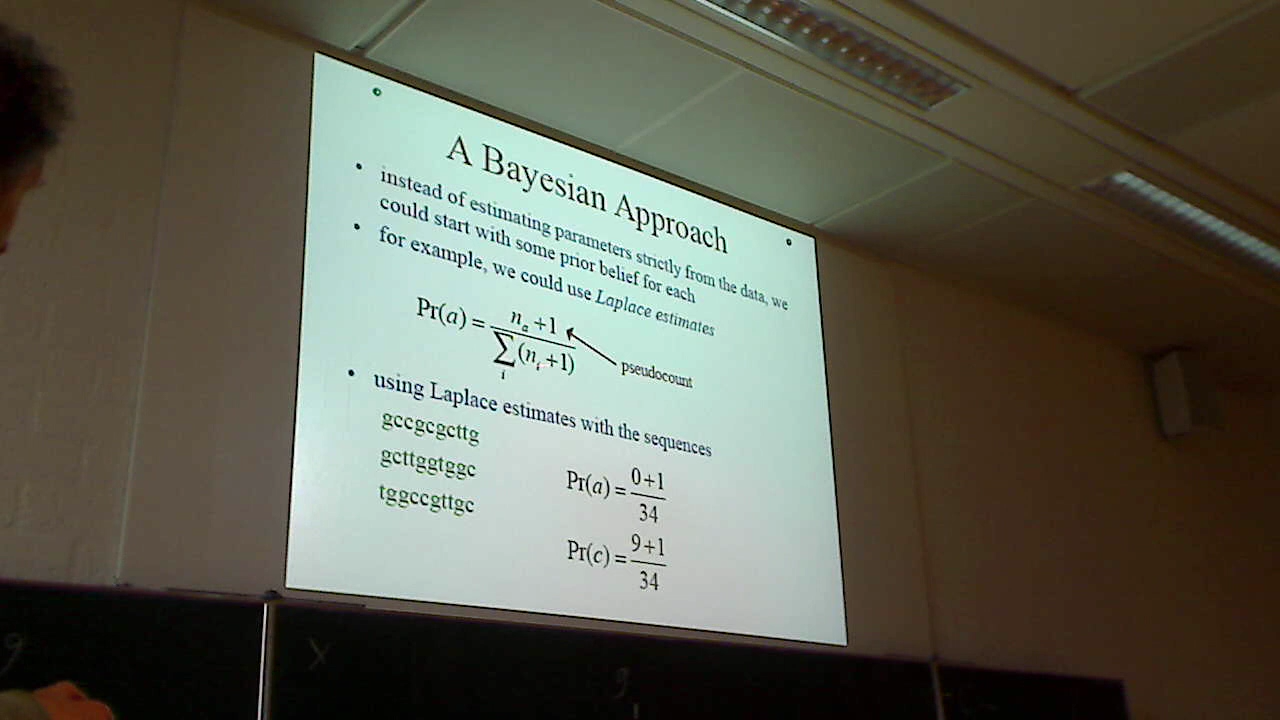 A Bayesian Approach
• instead of estimating parameters strictly from the data, we
could start with some prior belief for each
• for example, we could use Laplace estimates
Pr(a) = (n_a + 1) / ∑_i (n_i + 1)
pseudocount
• using Laplace estimates with the sequences
gccgcgcttg
gcttggtggc
tggccgttgc
Pr(a) = (0+1) / 34
Pr(c) = (9+1) / 34
g
X
g